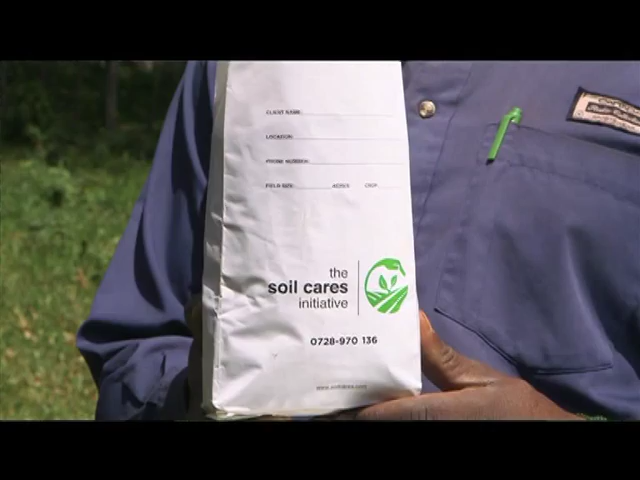 CLIENT NAME:
LOCATION:
PHONE NUMBER:
FIELD SIZE: ACRES CROP
the
soil cares
initiative
0728-970 136